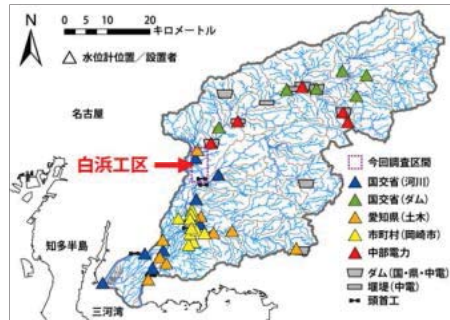 0 5 10 20
キロメートル
N
△ 水位計位置／設置者
名古屋
白浜工区
知多半島
三河湾
今回調査区間
国交省(河川)
国交省(ダム)
愛知県(土木)
市町村(岡崎市)
中部電力
ダム(国・県・中電)
堰堤(中電)
頭首工